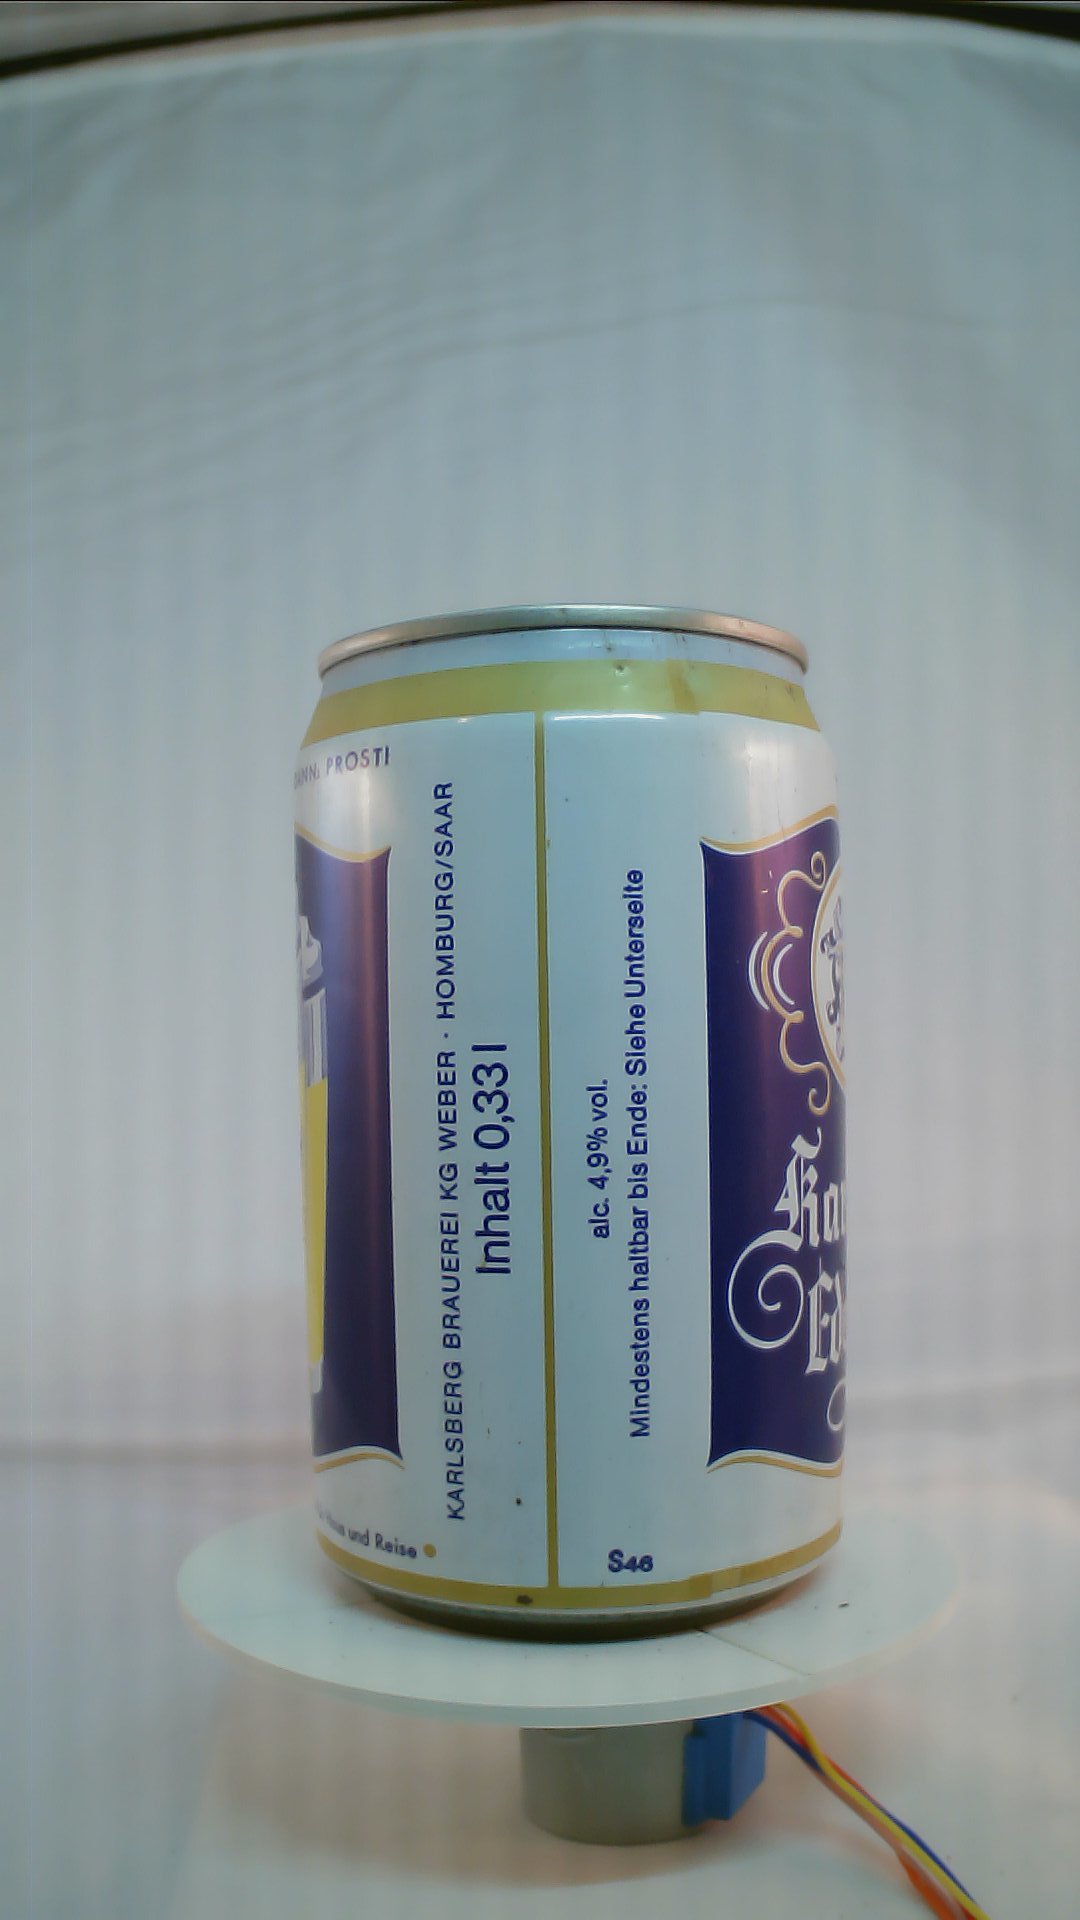 PROST!
KARLSBERG BRAUEREI KG WEBER · HOMBURG/SAAR
Inhalt 0,33 l
alc. 4,9% vol.
Mindestens haltbar bis Ende: Siehe Unterseite
und Reise
S46